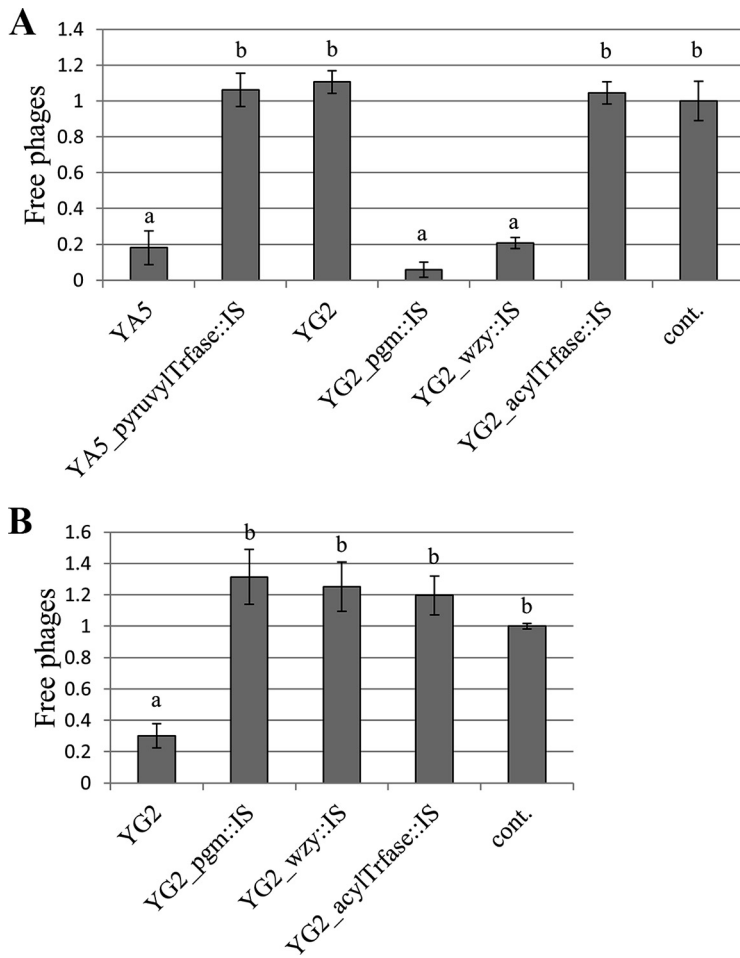 A
Free phages
1.4
1.2
1
0.8
0.6
0.4
0.2
0
a
b
b
a
a
b
b
YA5
YA5_pyruvylTrfase::IS
YG2
YG2_pgm::IS
YG2_wzy::IS
YG2_acylTrfase::IS
cont.
B
Free phages
1.6
1.4
1.2
1
0.8
0.6
0.4
0.2
0
a
b
b
b
b
YG2
YG2_pgm::IS
YG2_wzy::IS
YG2_acylTrfase::IS
cont.